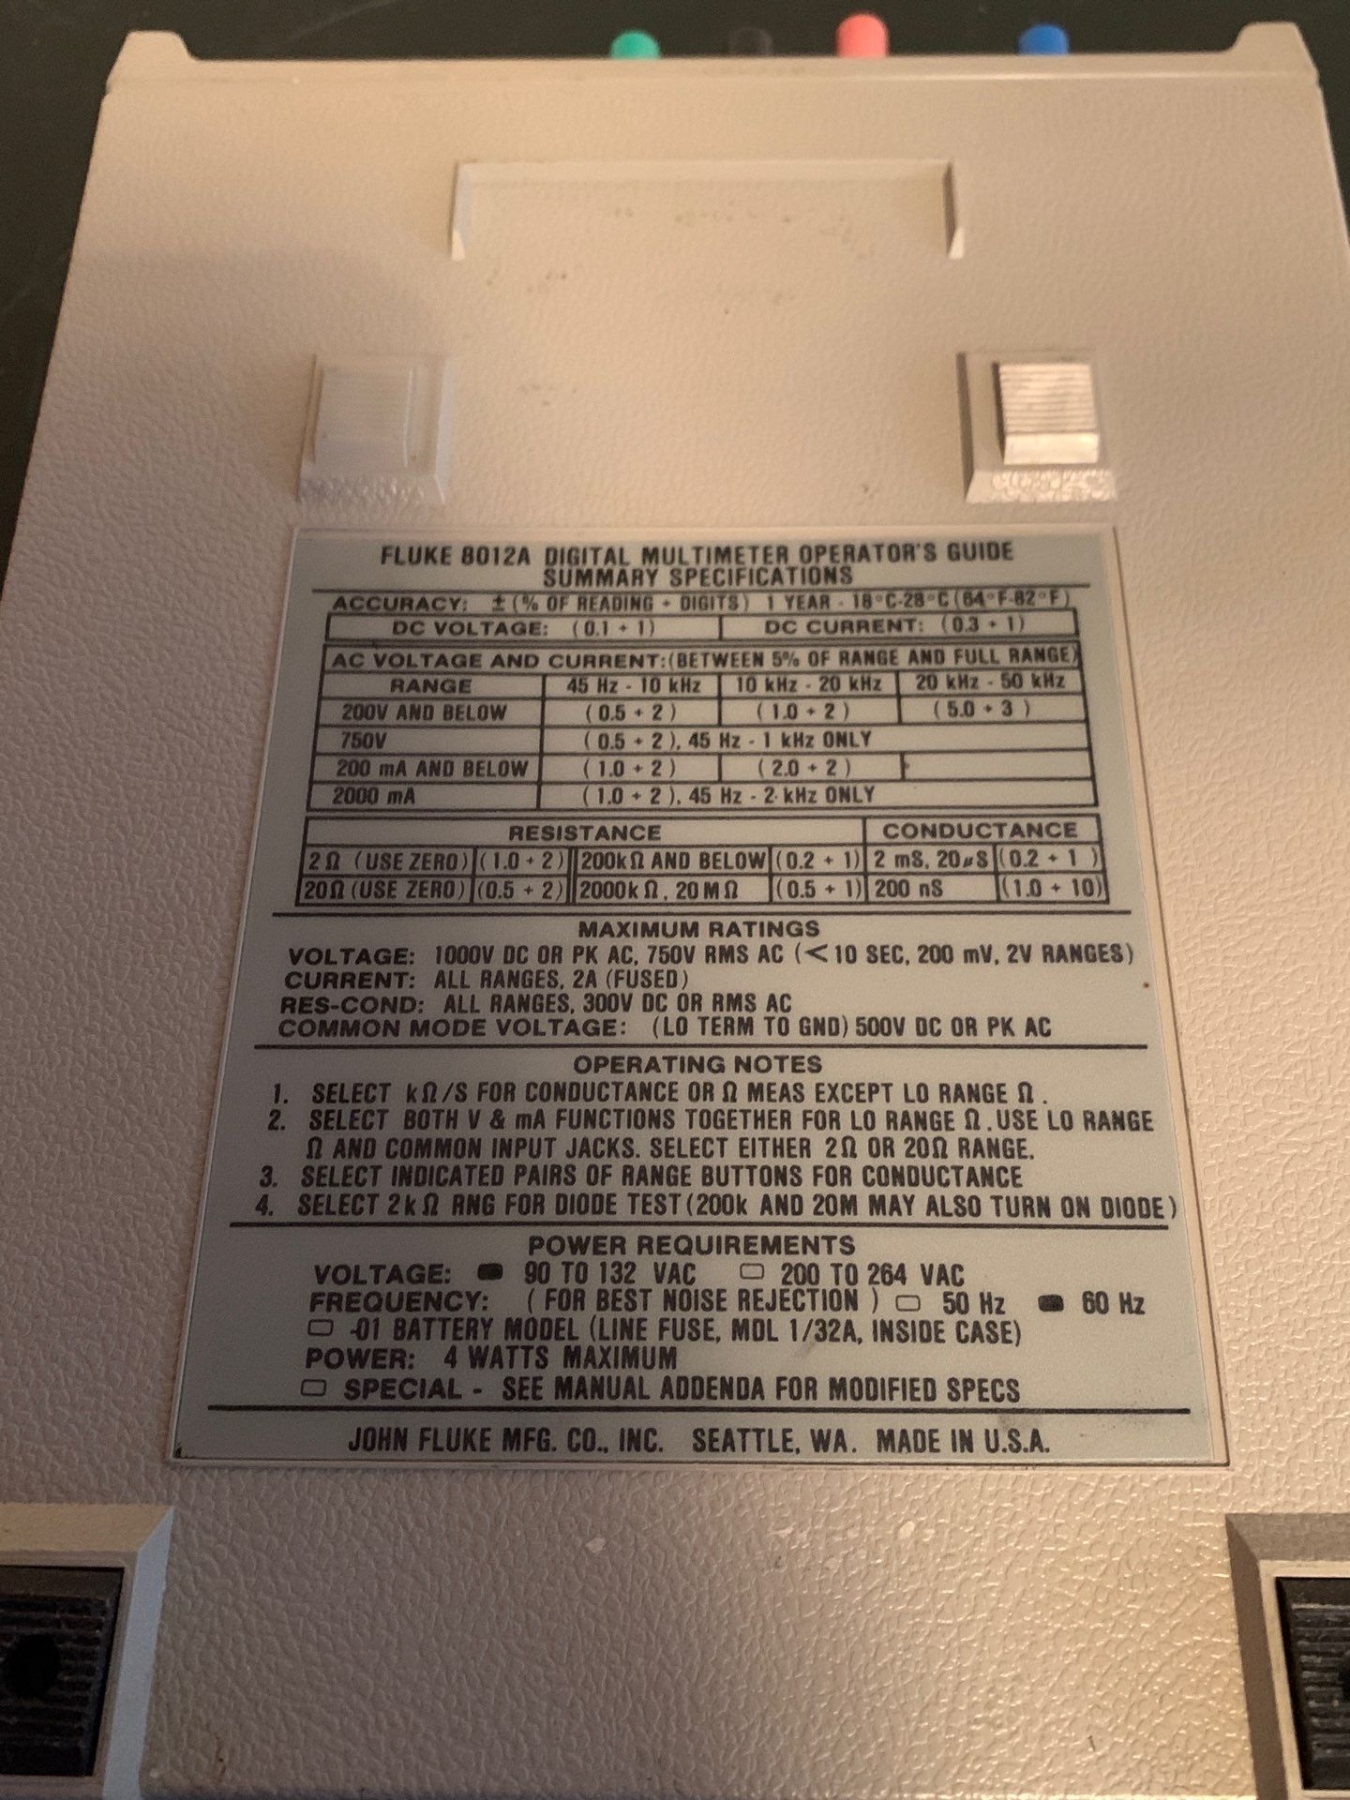 FLUKE 8012A DIGITAL MULTIMETER OPERATOR'S GUIDE
SUMMARY SPECIFICATIONS
ACCURACY: ±(% OF READING + DIGITS) 1 YEAR - 18°C-28°C (64°F-82°F)
DC VOLTAGE: (0.1 + 1) DC CURRENT: (0.3 + 1)
AC VOLTAGE AND CURRENT:(BETWEEN 5% OF RANGE AND FULL RANGE)
RANGE 45 Hz - 10 kHz 10 kHz - 20 kHz 20 kHz - 50 kHz
200V AND BELOW (0.5 + 2) (1.0 + 2) (5.0 + 3)
750V (0.5 + 2), 45 Hz - 1 kHz ONLY
200 mA AND BELOW (1.0 + 2) (2.0 + 2)
2000 mA (1.0 + 2), 45 Hz - 2 kHz ONLY
RESISTANCE CONDUCTANCE
2Ω (USE ZERO) (1.0 + 2) 200kΩ AND BELOW (0.2 + 1) 2 mS, 20µS (0.2 + 1)
20Ω (USE ZERO) (0.5 + 2) 2000kΩ, 20MΩ (0.5 + 1) 200 nS (1.0 + 10)
MAXIMUM RATINGS
VOLTAGE: 1000V DC OR PK AC, 750V RMS AC (<10 SEC, 200 mV, 2V RANGES)
CURRENT: ALL RANGES, 2A (FUSED)
RES-COND: ALL RANGES, 300V DC OR RMS AC
COMMON MODE VOLTAGE: (LO TERM TO GND) 500V DC OR PK AC
OPERATING NOTES
1. SELECT kΩ/S FOR CONDUCTANCE OR Ω MEAS EXCEPT LO RANGE Ω.
2. SELECT BOTH V & mA FUNCTIONS TOGETHER FOR LO RANGE Ω. USE LO RANGE
Ω AND COMMON INPUT JACKS. SELECT EITHER 2Ω OR 20Ω RANGE.
3. SELECT INDICATED PAIRS OF RANGE BUTTONS FOR CONDUCTANCE
4. SELECT 2kΩ RNG FOR DIODE TEST (200k AND 20M MAY ALSO TURN ON DIODE)
POWER REQUIREMENTS
VOLTAGE: 90 TO 132 VAC 200 TO 264 VAC
FREQUENCY: (FOR BEST NOISE REJECTION) 50 Hz 60 Hz
-01 BATTERY MODEL (LINE FUSE, MDL 1/32A, INSIDE CASE)
POWER: 4 WATTS MAXIMUM
SPECIAL - SEE MANUAL ADDENDA FOR MODIFIED SPECS
JOHN FLUKE MFG. CO., INC. SEATTLE, WA. MADE IN U.S.A.